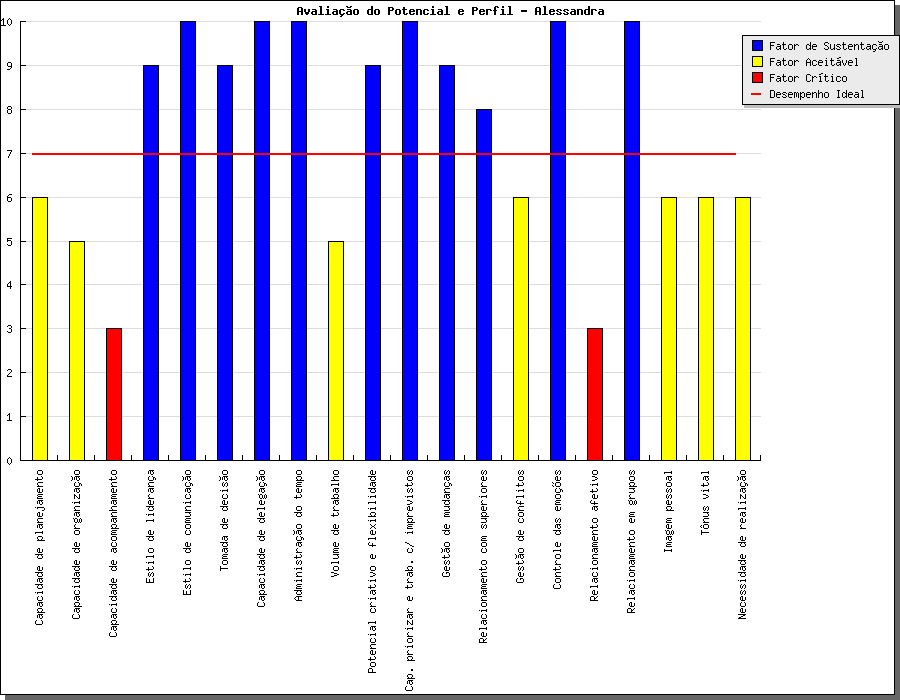 Avaliação do Potencial e Perfil - Alessandra
Fator de Sustentação
Fator Aceitável
Fator Crítico
Desempenho Ideal
10
9
8
7
6
5
4
3
2
1
0
Capacidade de planejamento
Capacidade de organização
Capacidade de acompanhamento
Estilo de liderança
Estilo de comunicação
Tomada de decisão
Capacidade de delegação
Administração do tempo
Volume de trabalho
Potencial criativo e flexibilidade
Cap. priorizar e trab. c/ imprevistos
Gestão de mudanças
Relacionamento com superiores
Gestão de conflitos
Controle das emoções
Relacionamento afetivo
Relacionamento em grupos
Imagem pessoal
Tônus vital
Necessidade de realização